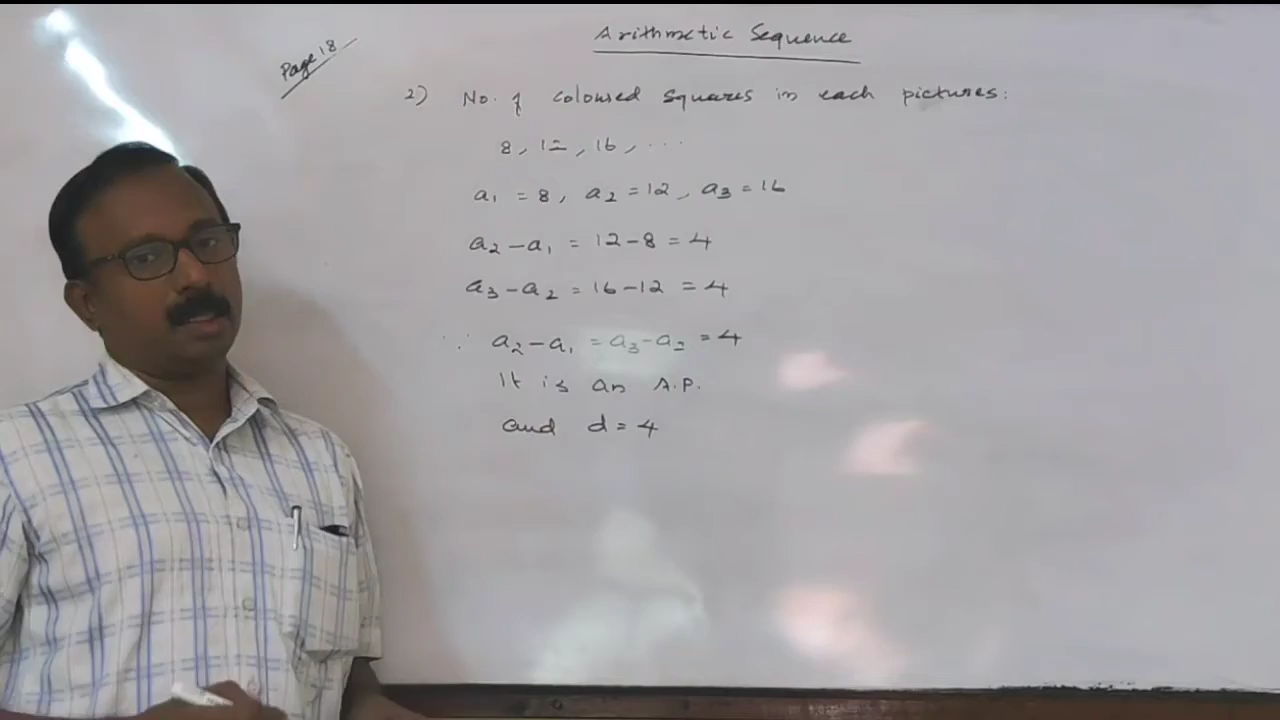 Arithmetic Sequence
Page 18
2) No. of coloured squares in each pictures:
8, 12, 16, ...
a₁ = 8, a₂ = 12, a₃ = 16
a₂ - a₁ = 12 - 8 = 4
a₃ - a₂ = 16 - 12 = 4
∵ a₂ - a₁ = a₃ - a₂ = 4
It is an A.P.
and d = 4